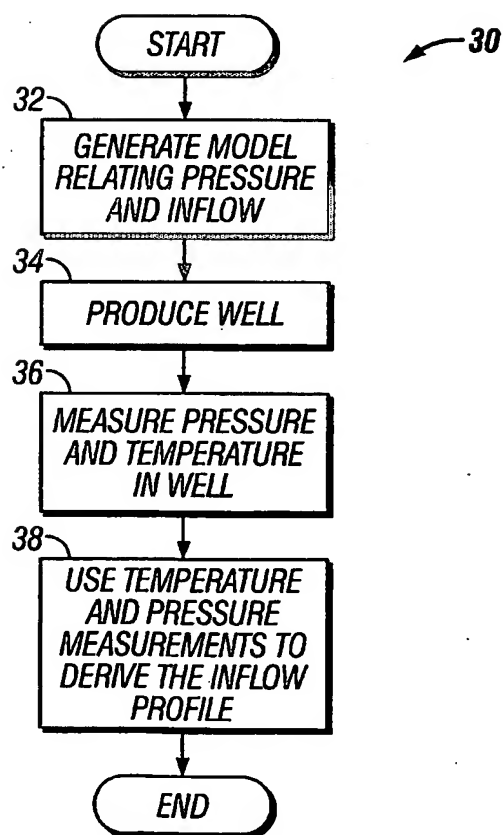 START
30
32
GENERATE MODEL
RELATING PRESSURE
AND INFLOW
34
PRODUCE WELL
36
MEASURE PRESSURE
AND TEMPERATURE
IN WELL
38
USE TEMPERATURE
AND PRESSURE
MEASUREMENTS TO
DERIVE THE INFLOW
PROFILE
END